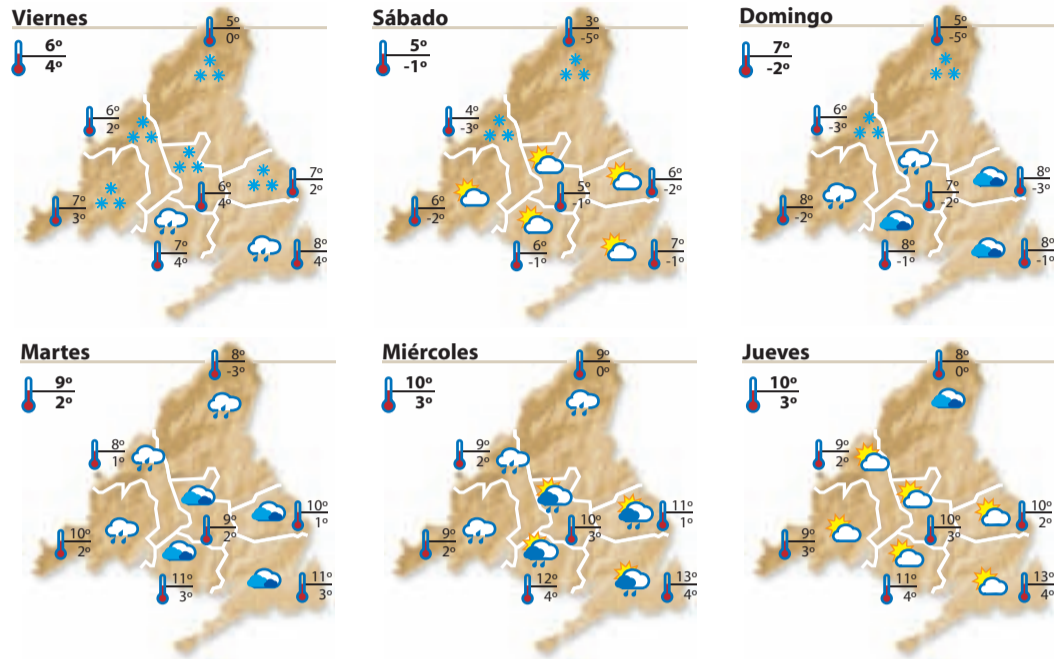 Viernes
6º
4º
5º
0º
6º
2º
7º
2º
6º
4º
7º
3º
7º
4º
8º
4º
Sábado
5º
-1º
3º
-5º
4º
-3º
6º
-2º
5º
-1º
6º
-2º
6º
-1º
7º
-1º
Domingo
7º
-2º
5º
-5º
6º
-3º
8º
-3º
7º
-2º
8º
-2º
8º
-1º
8º
-1º
Martes
9º
2º
8º
-3º
8º
1º
10º
1º
9º
2º
10º
2º
11º
3º
11º
3º
Miércoles
10º
3º
9º
0º
9º
2º
11º
1º
10º
3º
9º
2º
12º
4º
13º
4º
Jueves
10º
3º
8º
0º
9º
2º
10º
2º
10º
3º
9º
3º
11º
4º
13º
4º